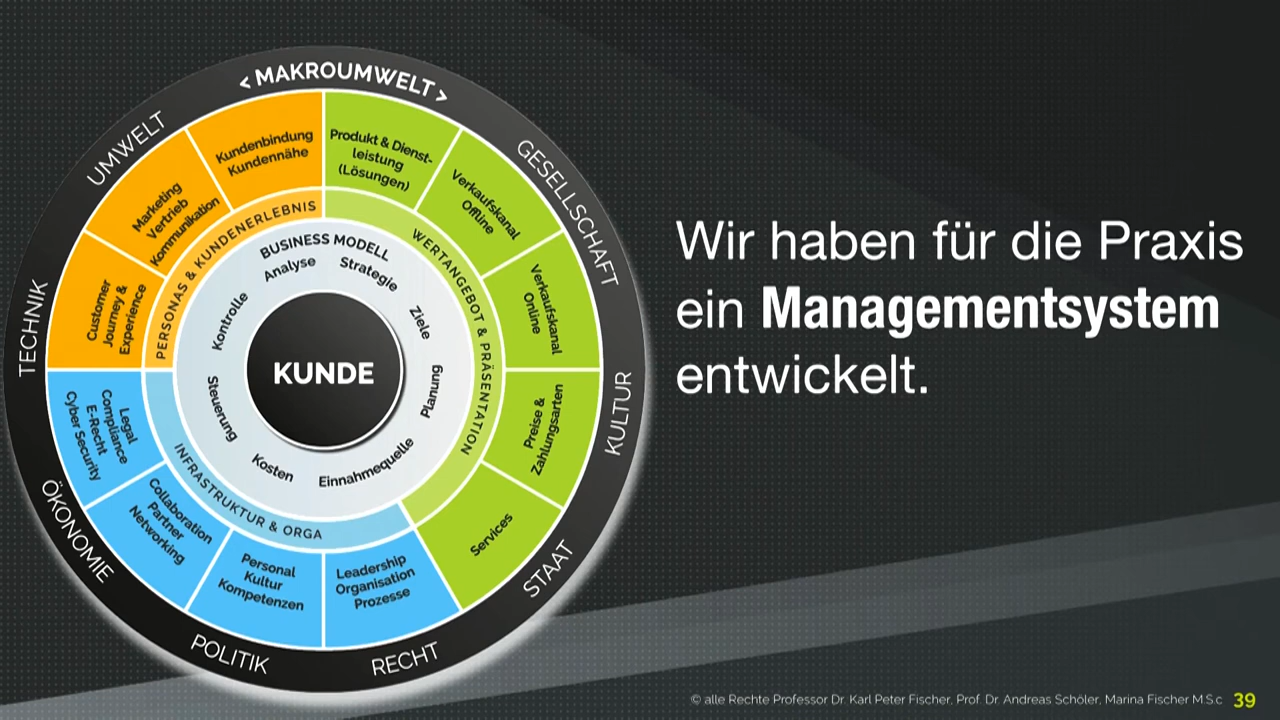 < MAKROUMWELT >
GESELLSCHAFT
KULTUR
STAAT
RECHT
POLITIK
ÖKONOMIE
TECHNIK
UMWELT
Kundenbindung
Kundennähe
Produkt & Dienst-
leistung
(Lösungen)
Verkaufskanal
Offline
Verkaufskanal
Online
Preise &
Zahlungsarten
Services
Leadership
Organisation
Prozesse
Personal
Kultur
Kompetenzen
Collaboration
Partner
Networking
Legal
Compliance
E-Recht
Cyber Security
Customer
Journey &
Experience
Marketing
Vertrieb
Kommunikation
PERSONAS & KUNDENERLEBNIS
WERTANGEBOT & PRÄSENTATION
INFRASTRUKTUR & ORGA
BUSINESS MODELL
Analyse
Strategie
Ziele
Planung
Einnahmequelle
Kosten
Steuerung
Kontrolle
KUNDE
Wir haben für die Praxis
ein Managementsystem
entwickelt.
© alle Rechte Professor Dr. Karl Peter Fischer, Prof. Dr. Andreas Schöler, Marina Fischer M.S.c 39